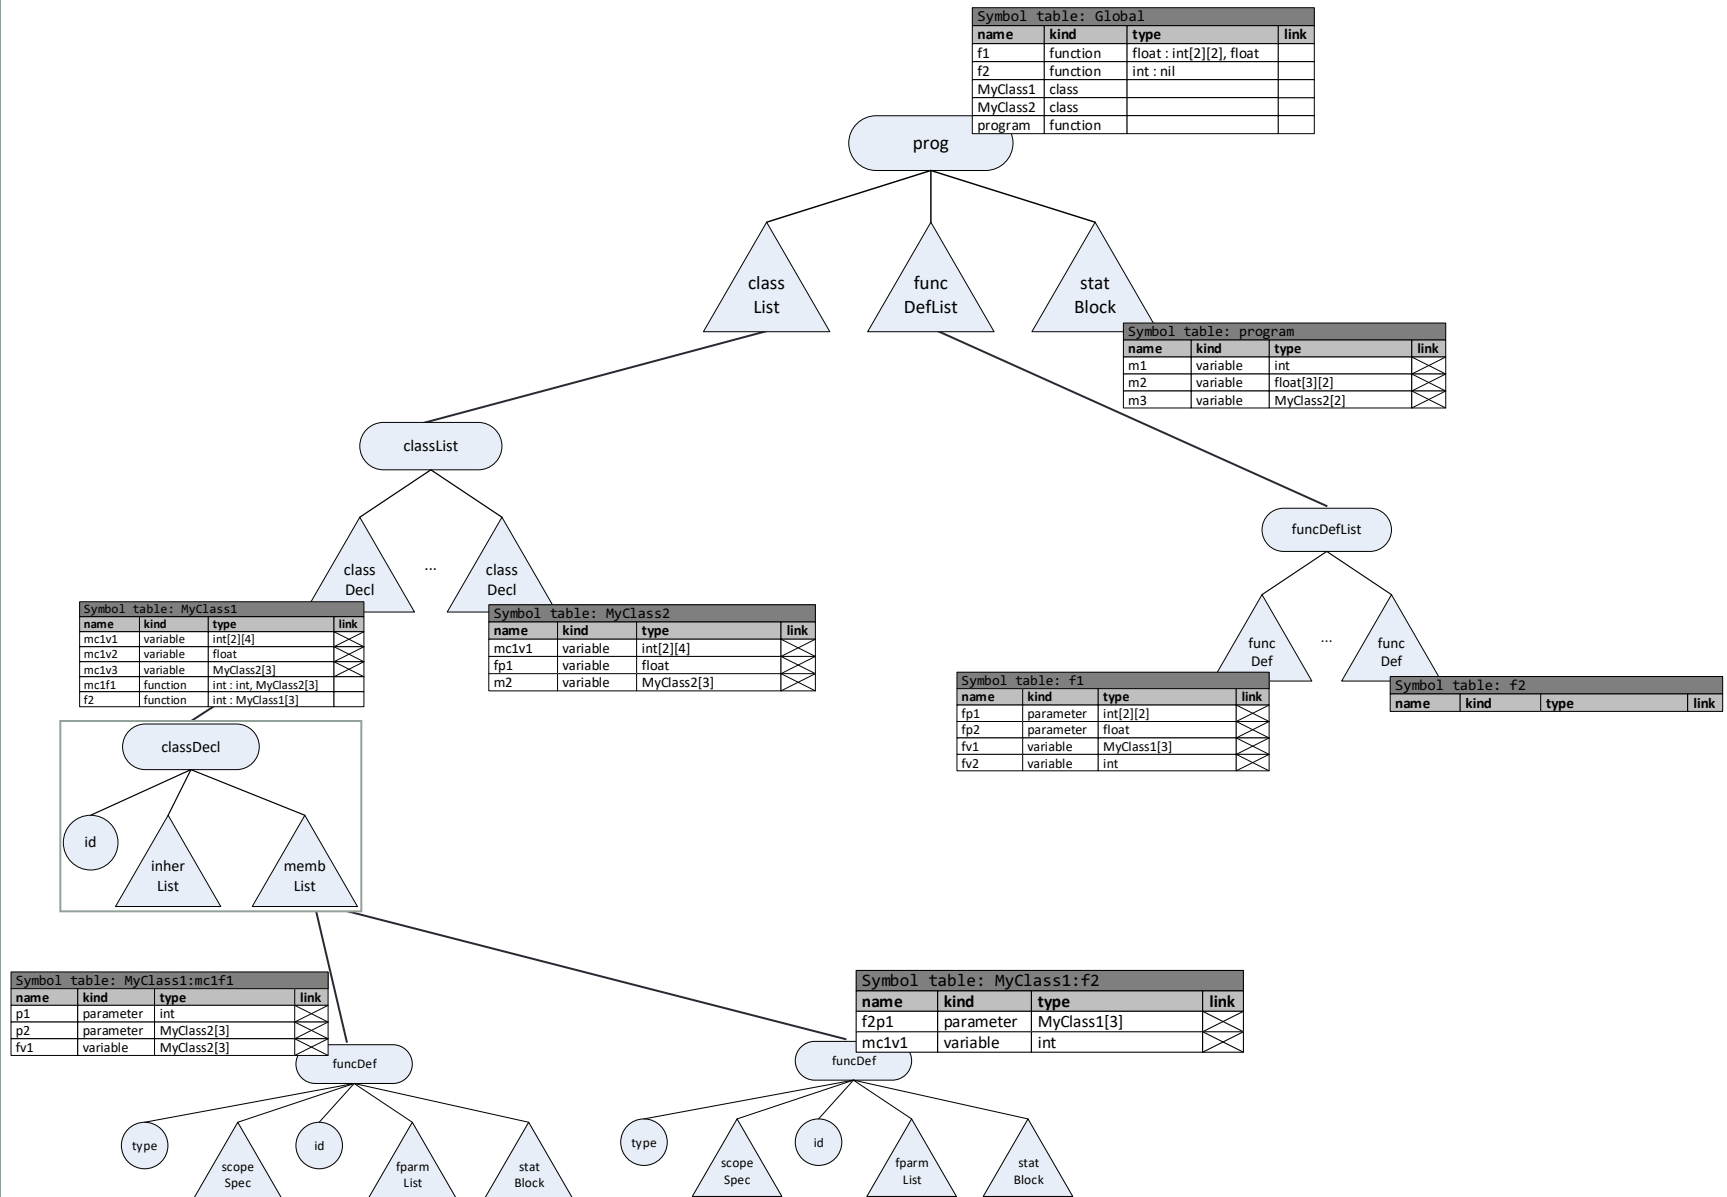 Symbol table: Global
name kind type link
f1 function float : int[2][2], float
f2 function int : nil
MyClass1 class
MyClass2 class
program function
prog
class
List
func
DefList
stat
Block
Symbol table: program
name kind type link
m1 variable int
m2 variable float[3][2]
m3 variable MyClass2[2]
classList
funcDefList
class
Decl
...
class
Decl
func
Def
...
func
Def
Symbol table: MyClass1
name kind type link
mc1v1 variable int[2][4]
mc1v2 variable float
mc1v3 variable MyClass2[3]
mc1f1 function int : int, MyClass2[3]
f2 function int : MyClass1[3]
Symbol table: MyClass2
name kind type link
mc1v1 variable int[2][4]
fp1 variable float
m2 variable MyClass2[3]
Symbol table: f1
name kind type link
fp1 parameter int[2][2]
fp2 parameter float
fv1 variable MyClass1[3]
fv2 variable int
Symbol table: f2
name kind type link
classDecl
id
inher
List
memb
List
Symbol table: MyClass1:mc1f1
name kind type link
p1 parameter int
p2 parameter MyClass2[3]
fv1 variable MyClass2[3]
Symbol table: MyClass1:f2
name kind type link
f2p1 parameter MyClass1[3]
mc1v1 variable int
funcDef
type
scope
Spec
id
fparm
List
stat
Block
funcDef
type
scope
Spec
id
fparm
List
stat
Block